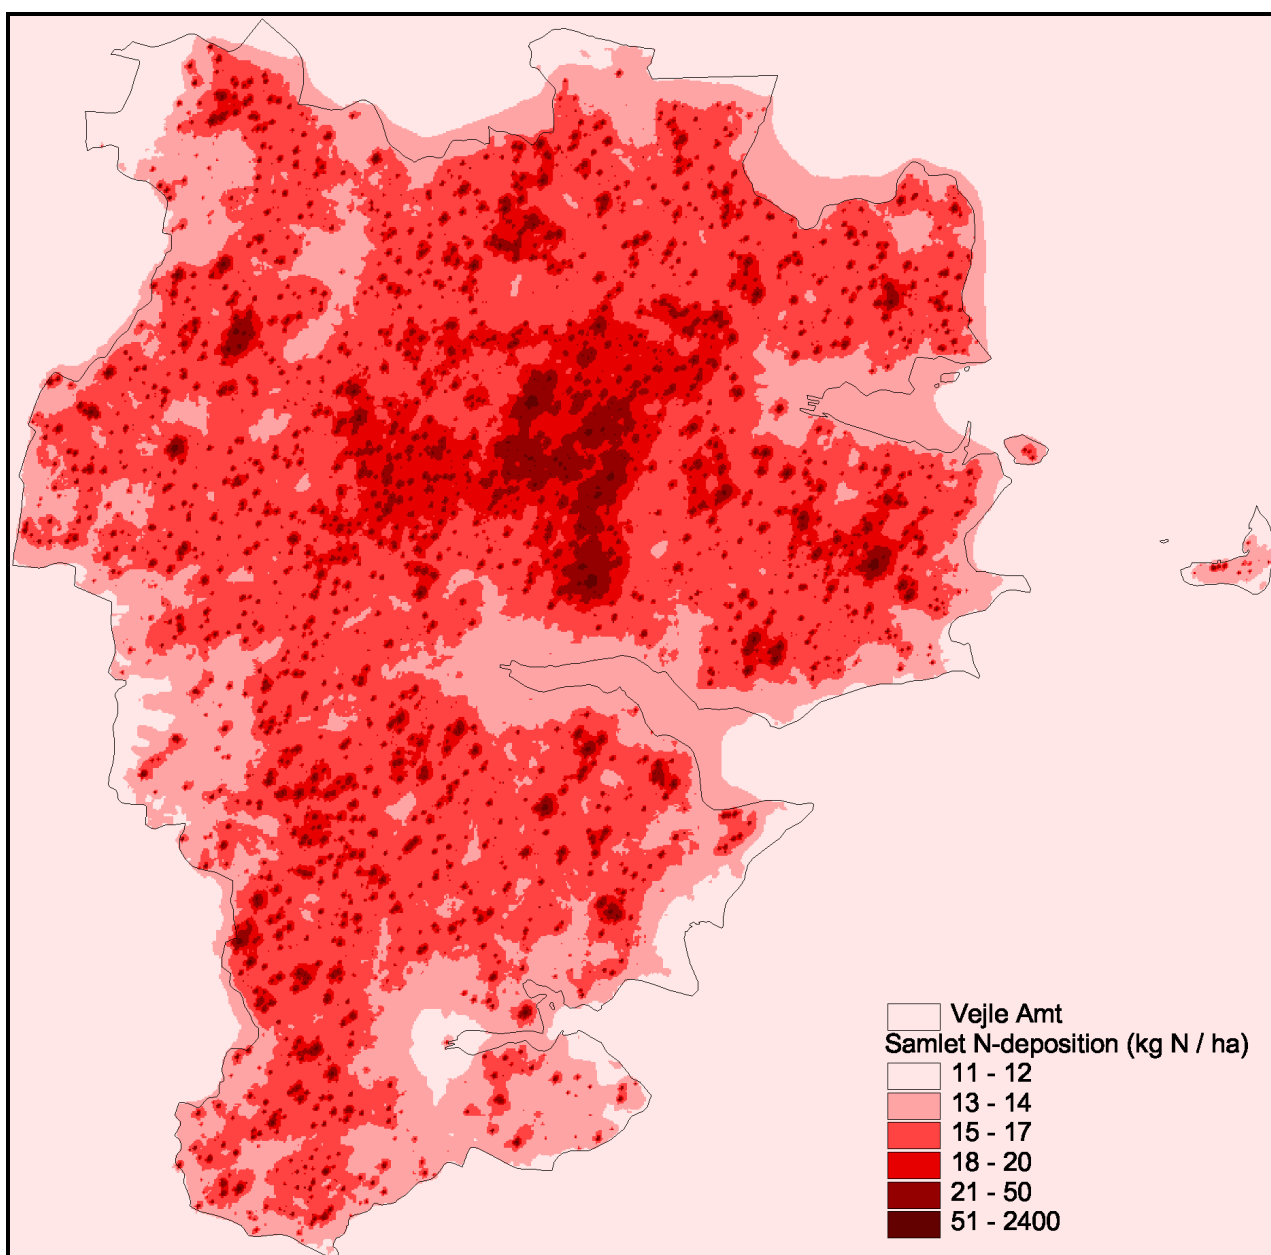 Vejle Amt
Samlet N-deposition (kg N / ha)
11 - 12
13 - 14
15 - 17
18 - 20
21 - 50
51 - 2400